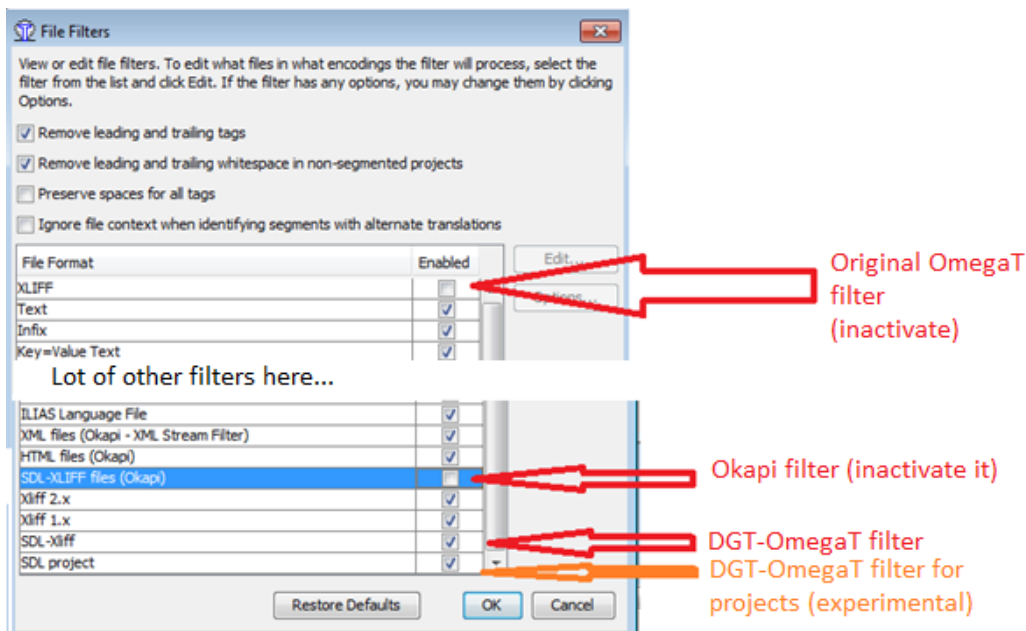 File Filters
View or edit file filters. To edit what files in what encodings the filter will process, select the
filter from the list and click Edit. If the filter has any options, you may change them by clicking
Options.
Remove leading and trailing tags
Remove leading and trailing whitespace in non-segmented projects
Preserve spaces for all tags
Ignore file context when identifying segments with alternate translations
File Format Enabled Edit...
XLIFF
Options...
Text
Infix
Key=Value Text
Original OmegaT
filter
(inactivate)
Lot of other filters here...
ILIAS Language File
XML files (Okapi - XML Stream Filter)
HTML files (Okapi)
SDL-XLIFF files (Okapi)
Okapi filter (inactivate it)
Xliff 2.x
Xliff 1.x
SDL-Xliff
DGT-OmegaT filter
SDL project
DGT-OmegaT filter for
projects (experimental)
Restore Defaults OK Cancel